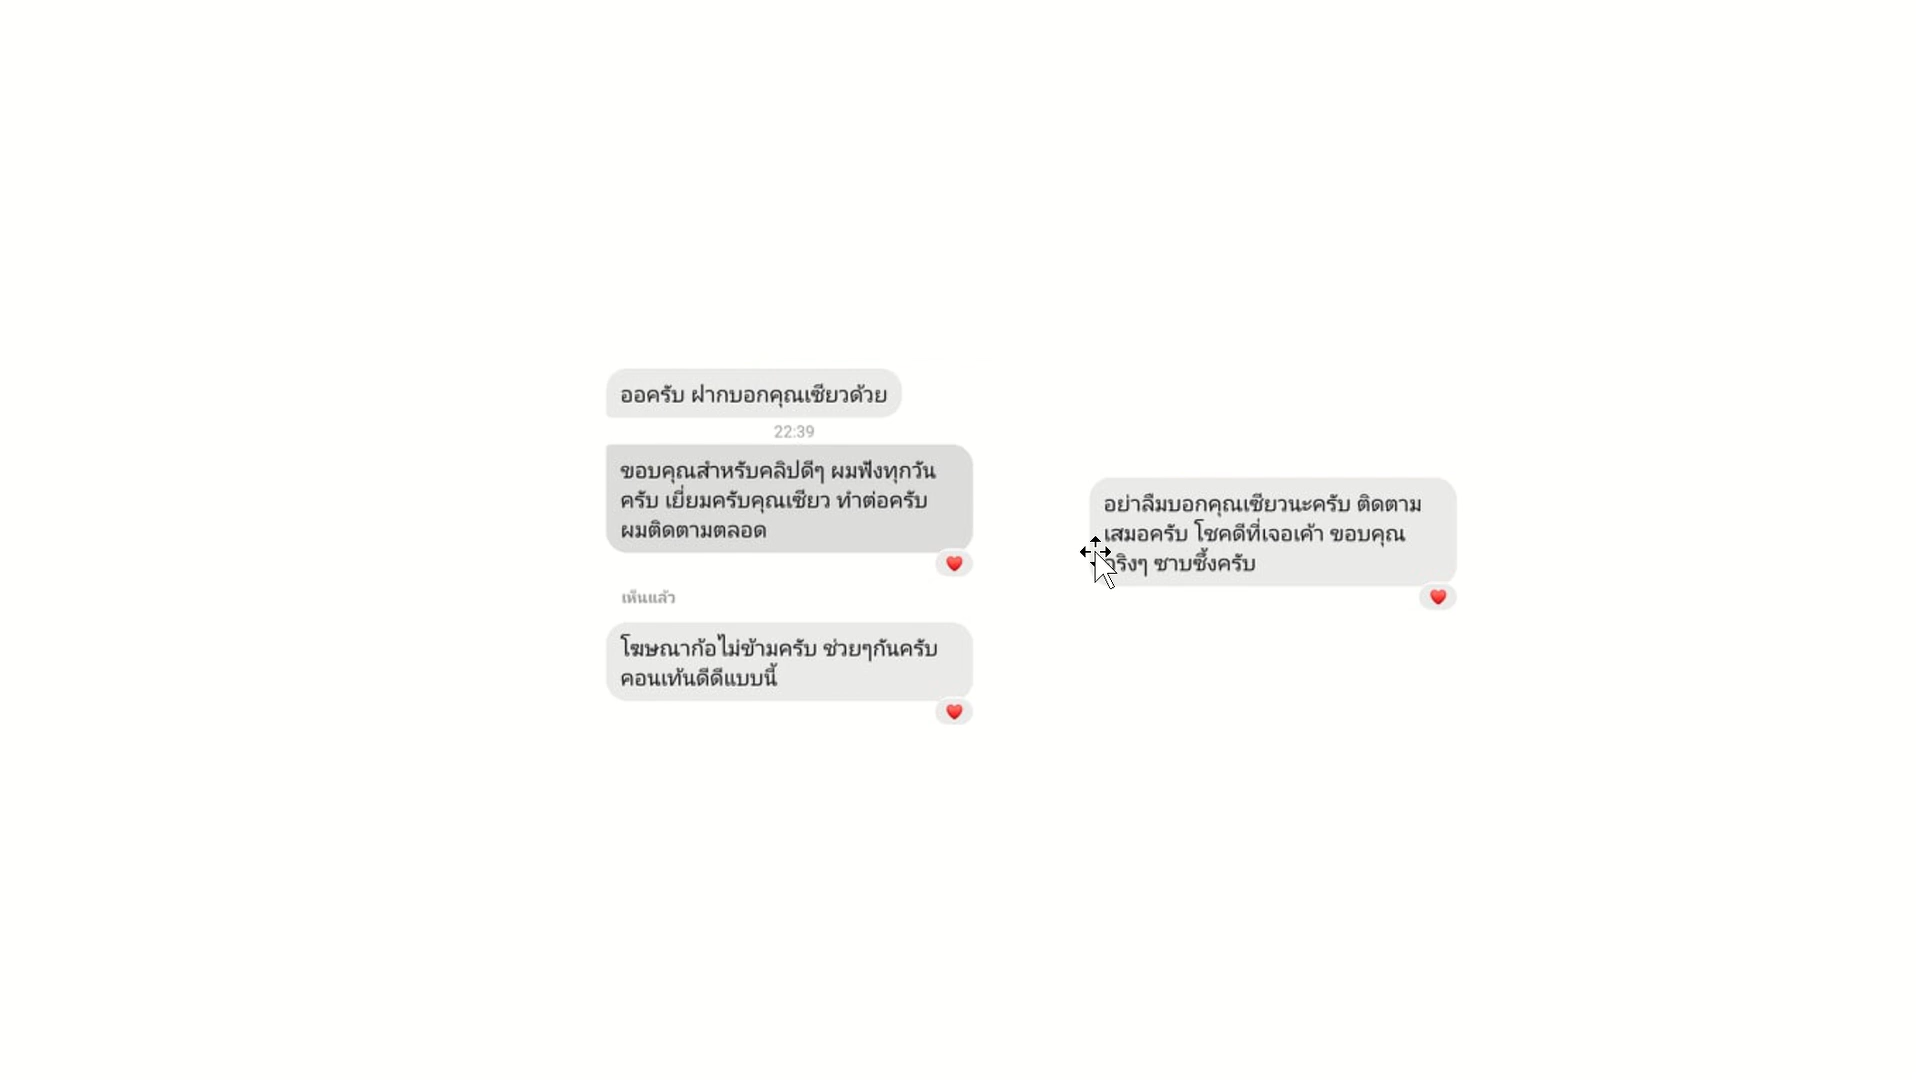 ออครับ ฝากบอกคุณเซียวด้วย
22:39
ขอบคุณสำหรับคลิปดีๆ ผมฟังทุกวัน
ครับ เยี่ยมครับคุณเซียว ทำต่อครับ
ผมติดตามตลอด
เห็นแล้ว
โฆษณาก้อไม่ข้ามครับ ช่วยๆกันครับ
คอนเท้นดีดีแบบนี้
อย่าลืมบอกคุณเซียวนะครับ ติดตาม
เสมอครับ โชคดีที่เจอเค้า ขอบคุณ
จริงๆ ซาบซึ้งครับ